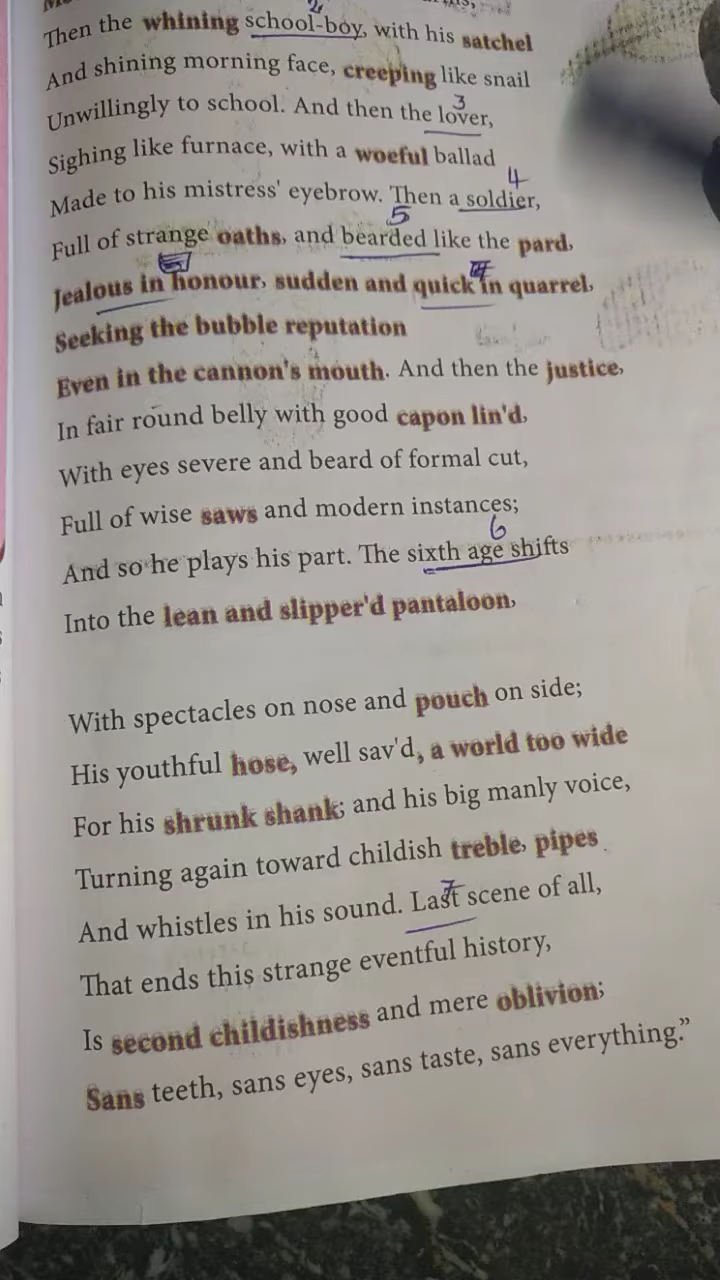 Then the whining school-boy, with his satchel
And shining morning face, creeping like snail
Unwillingly to school. And then the lover,
Sighing like furnace, with a woeful ballad
Made to his mistress' eyebrow. Then a soldier,
Full of strange oaths, and bearded like the pard,
Jealous in honour, sudden and quick in quarrel,
Seeking the bubble reputation
Even in the cannon's mouth. And then the justice,
In fair round belly with good capon lin'd,
With eyes severe and beard of formal cut,
Full of wise saws and modern instances;
And so he plays his part. The sixth age shifts
Into the lean and slipper'd pantaloon,
With spectacles on nose and pouch on side;
His youthful hose, well sav'd, a world too wide
For his shrunk shank; and his big manly voice,
Turning again toward childish treble, pipes
And whistles in his sound. Last scene of all,
That ends this strange eventful history,
Is second childishness and mere oblivion;
Sans teeth, sans eyes, sans taste, sans everything.”
2
3
4
5
6
7